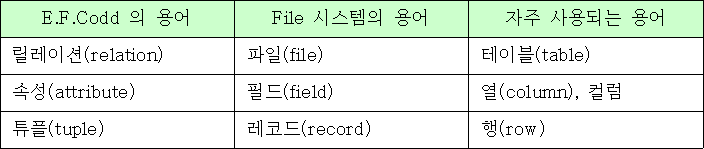 E.F.Codd 의 용어 File 시스템의 용어 자주 사용되는 용어
릴레이션(relation) 파일(file) 테이블(table)
속성(attribute) 필드(field) 열(column), 컬럼
튜플(tuple) 레코드(record) 행(row)